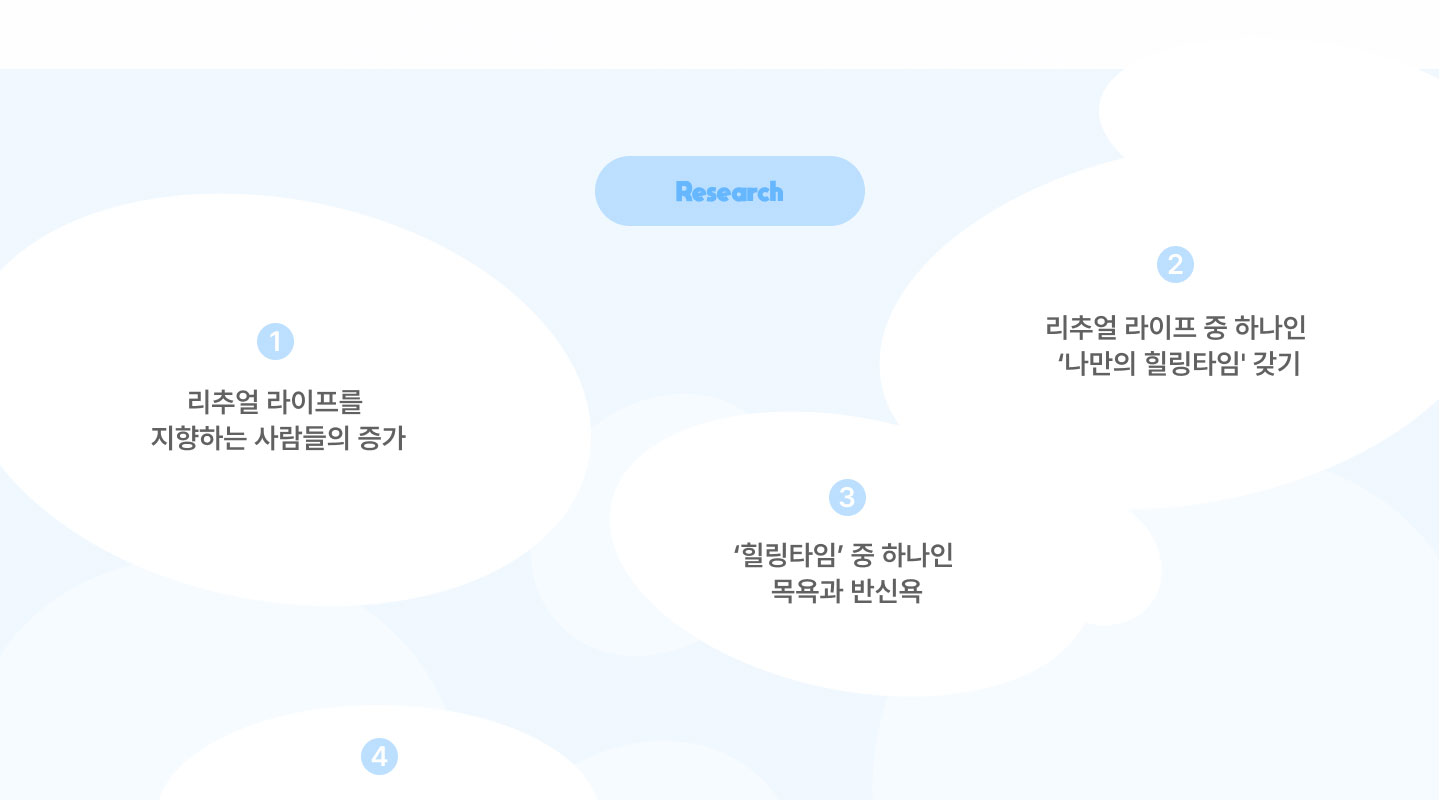 Research
1
리추얼 라이프를
지향하는 사람들의 증가
2
리추얼 라이프 중 하나인
‘나만의 힐링타임' 갖기
3
‘힐링타임’ 중 하나인
목욕과 반신욕
4